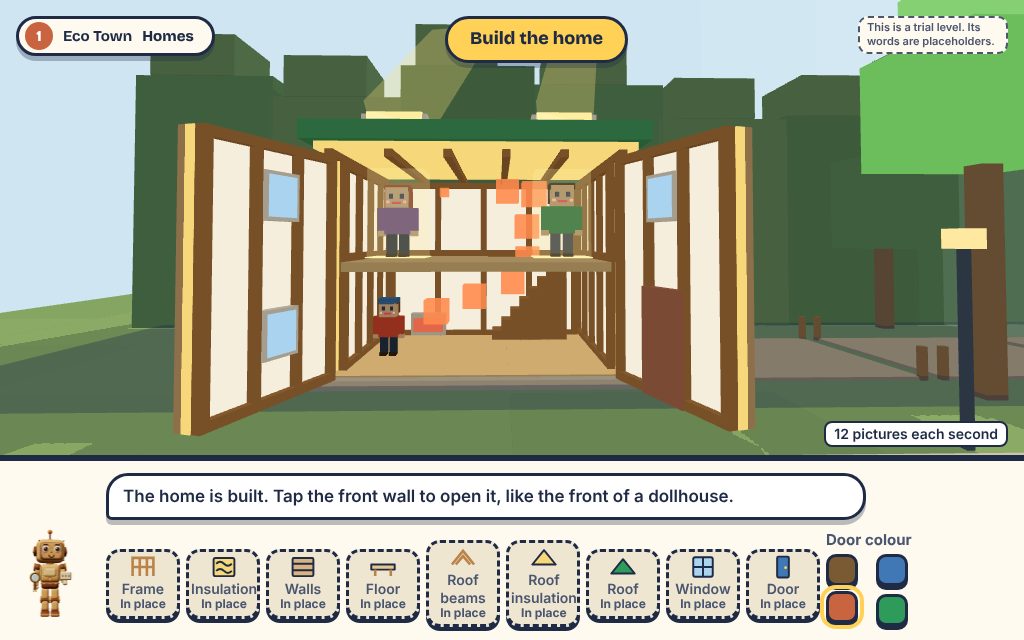 1 Eco Town Homes
Build the home
This is a trial level. Its
words are placeholders.
12 pictures each second
The home is built. Tap the front wall to open it, like the front of a dollhouse.
Door colour
Frame
In place
Insulation
In place
Walls
In place
Floor
In place
Roof
beams
In place
Roof
insulation
In place
Roof
In place
Window
In place
Door
In place